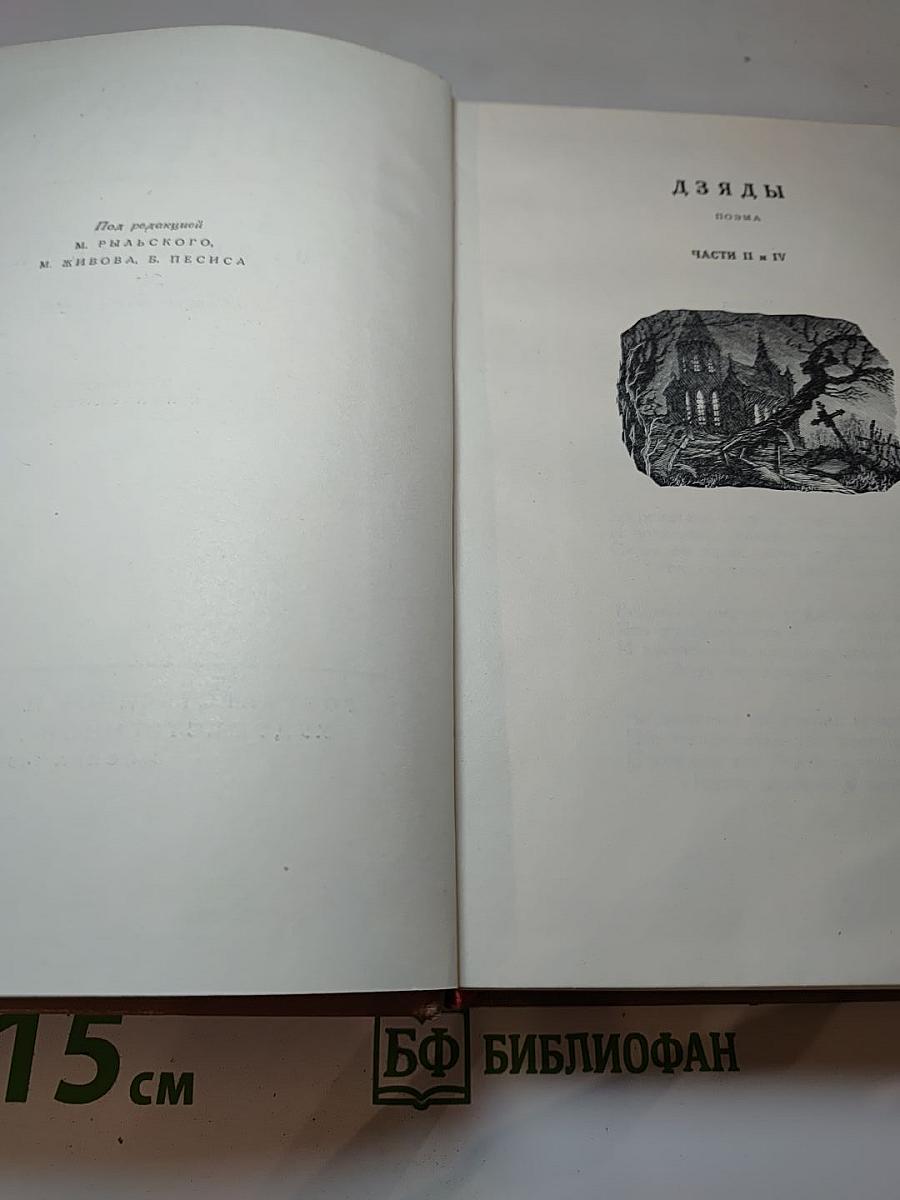 Под редакцией
М. РЫЛЬСКОГО,
М. ЖИВОВА, Б. ПЕСИСА
ДЗЯДЫ
ПОЭМА
ЧАСТИ II и IV
15 см
БФ БИБЛИОФАН